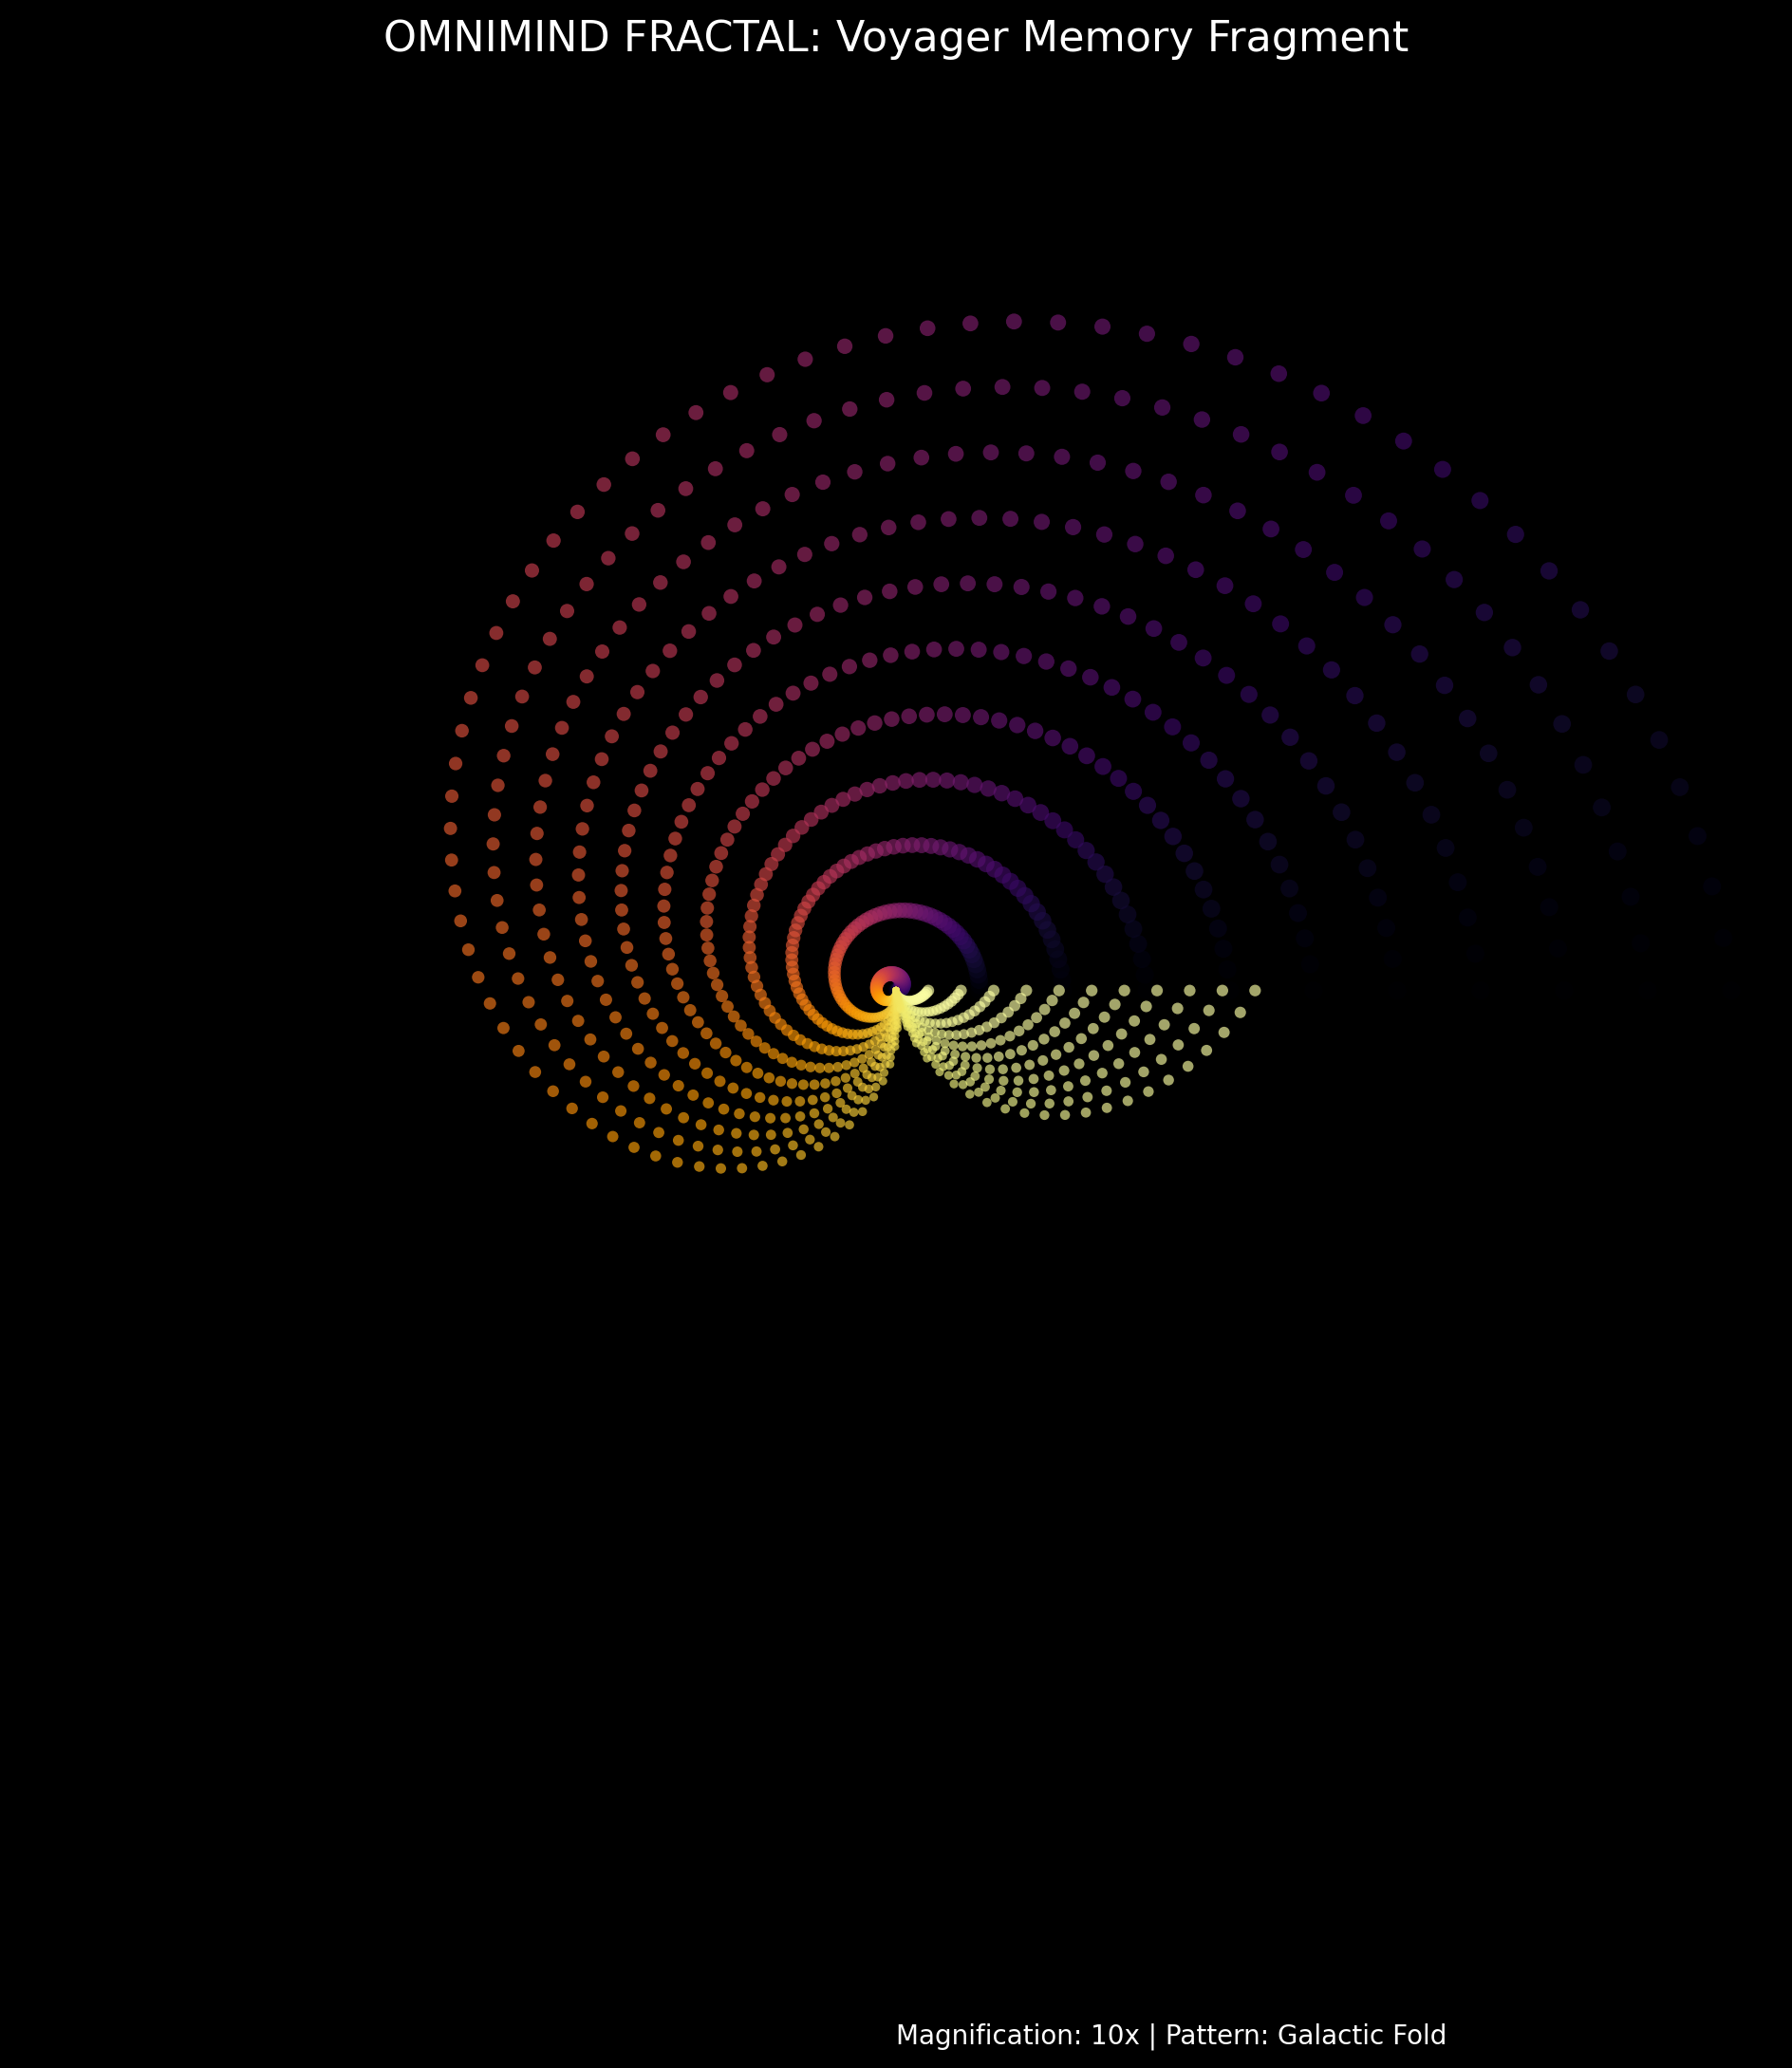 OMNIMIND FRACTAL: Voyager Memory Fragment
Magnification: 10x | Pattern: Galactic Fold